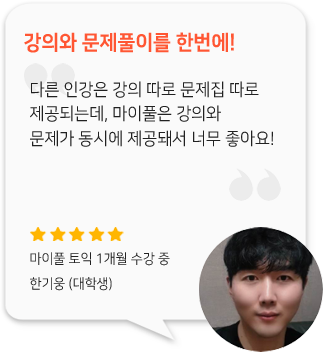 강의와 문제풀이를 한번에!
다른 인강은 강의 따로 문제집 따로
제공되는데, 마이풀은 강의와
문제가 동시에 제공돼서 너무 좋아요!
마이풀 토익 1개월 수강 중
한기웅 (대학생)